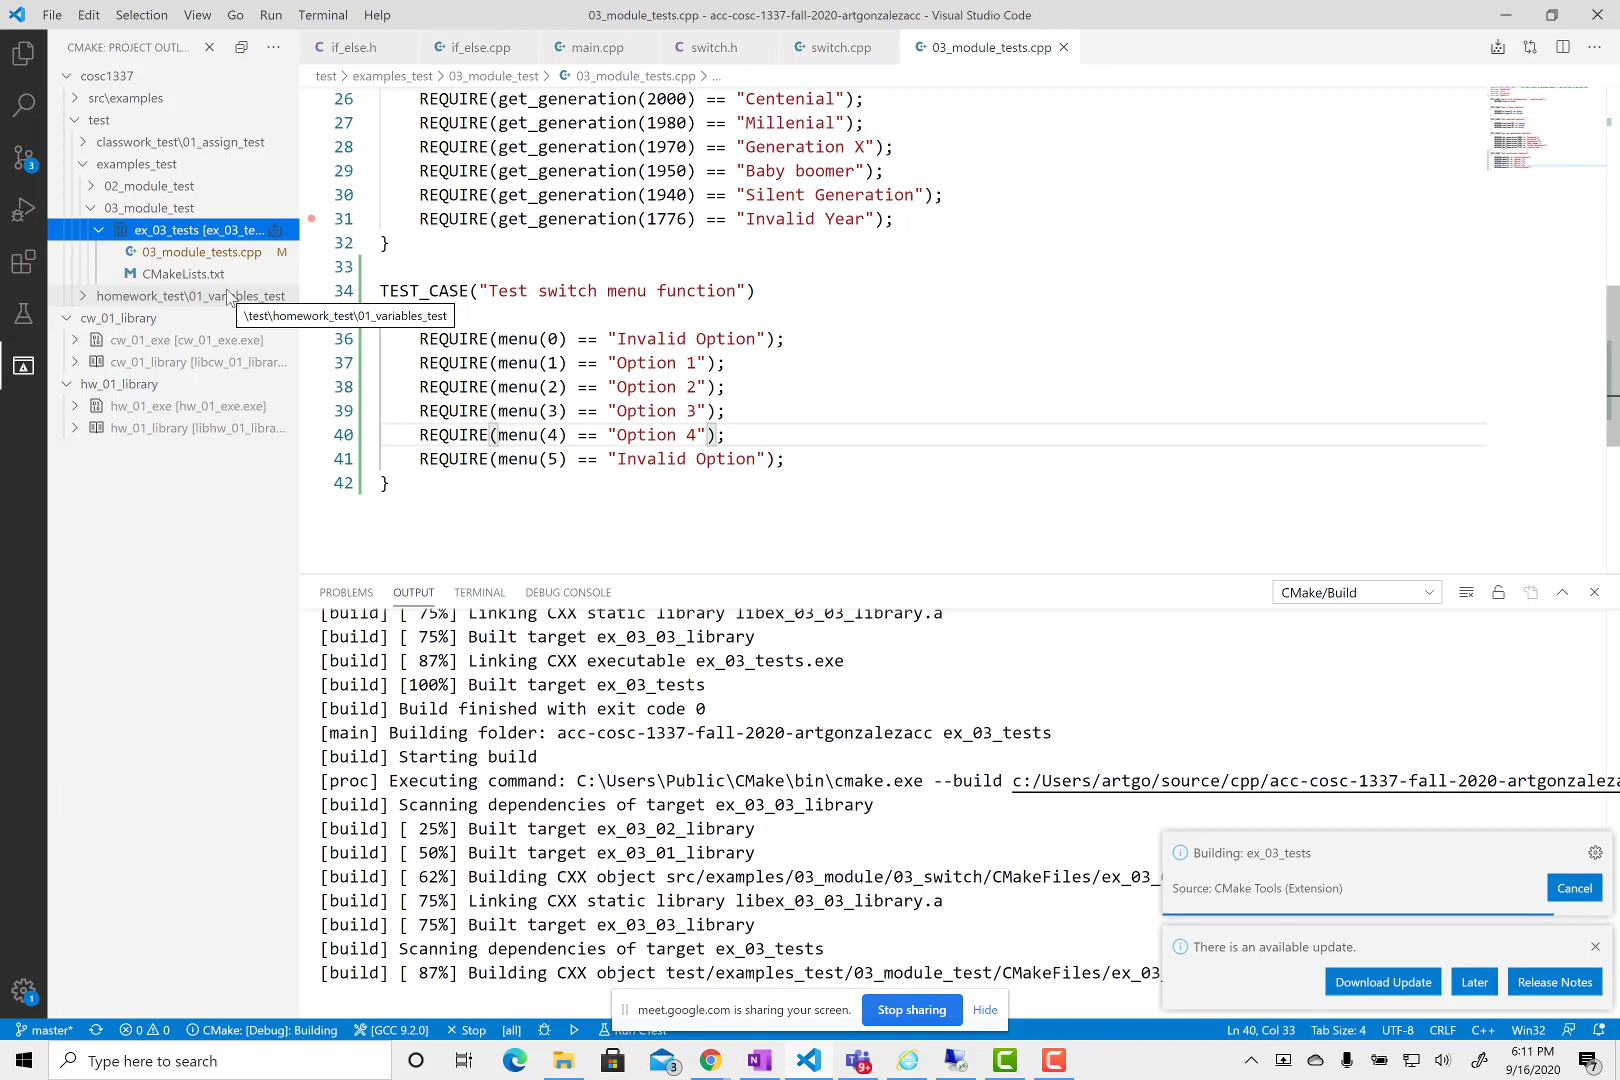 File Edit Selection View Go Run Terminal Help
03_module_tests.cpp - acc-cosc-1337-fall-2020-artgonzalezacc - Visual Studio Code
CMAKE: PROJECT OUTL...
if_else.h
if_else.cpp
main.cpp
switch.h
switch.cpp
03_module_tests.cpp
test > examples_test > 03_module_test > 03_module_tests.cpp > ...
cosc1337
src\examples
test
classwork_test\01_assign_test
examples_test
02_module_test
03_module_test
ex_03_tests [ex_03_te...
03_module_tests.cpp M
CMakeLists.txt
homework_test\01_variables_test
\test\homework_test\01_variables_test
cw_01_library
cw_01_exe [cw_01_exe.exe]
cw_01_library [libcw_01_librar...
hw_01_library
hw_01_exe [hw_01_exe.exe]
hw_01_library [libhw_01_libra...
3
1
26 REQUIRE(get_generation(2000) == "Centenial");
27 REQUIRE(get_generation(1980) == "Millenial");
28 REQUIRE(get_generation(1970) == "Generation X");
29 REQUIRE(get_generation(1950) == "Baby boomer");
30 REQUIRE(get_generation(1940) == "Silent Generation");
31 REQUIRE(get_generation(1776) == "Invalid Year");
32 }
33
34 TEST_CASE("Test switch menu function")
36 REQUIRE(menu(0) == "Invalid Option");
37 REQUIRE(menu(1) == "Option 1");
38 REQUIRE(menu(2) == "Option 2");
39 REQUIRE(menu(3) == "Option 3");
40 REQUIRE(menu(4) == "Option 4");
41 REQUIRE(menu(5) == "Invalid Option");
42 }
PROBLEMS OUTPUT TERMINAL DEBUG CONSOLE
CMake/Build
[build] [ 75%] Linking CXX static library libex_03_03_library.a
[build] [ 75%] Built target ex_03_03_library
[build] [ 87%] Linking CXX executable ex_03_tests.exe
[build] [100%] Built target ex_03_tests
[build] Build finished with exit code 0
[main] Building folder: acc-cosc-1337-fall-2020-artgonzalezacc ex_03_tests
[build] Starting build
[proc] Executing command: C:\Users\Public\CMake\bin\cmake.exe --build c:/Users/artgo/source/cpp/acc-cosc-1337-fall-2020-artgonzaleza
[build] Scanning dependencies of target ex_03_03_library
[build] [ 25%] Built target ex_03_02_library
[build] [ 50%] Built target ex_03_01_library
[build] [ 62%] Building CXX object src/examples/03_module/03_switch/CMakeFiles/ex_03_
[build] [ 75%] Linking CXX static library libex_03_03_library.a
[build] [ 75%] Built target ex_03_03_library
[build] Scanning dependencies of target ex_03_tests
[build] [ 87%] Building CXX object test/examples_test/03_module_test/CMakeFiles/ex_03
Building: ex_03_tests
Source: CMake Tools (Extension)
Cancel
There is an available update.
Download Update Later Release Notes
meet.google.com is sharing your screen. Stop sharing Hide
master* 0 0 CMake: [Debug]: Building [GCC 9.2.0] Stop [all] Run CTest
Ln 40, Col 33 Tab Size: 4 UTF-8 CRLF C++ Win32
Type here to search
3
9+
6:11 PM
9/16/2020
7